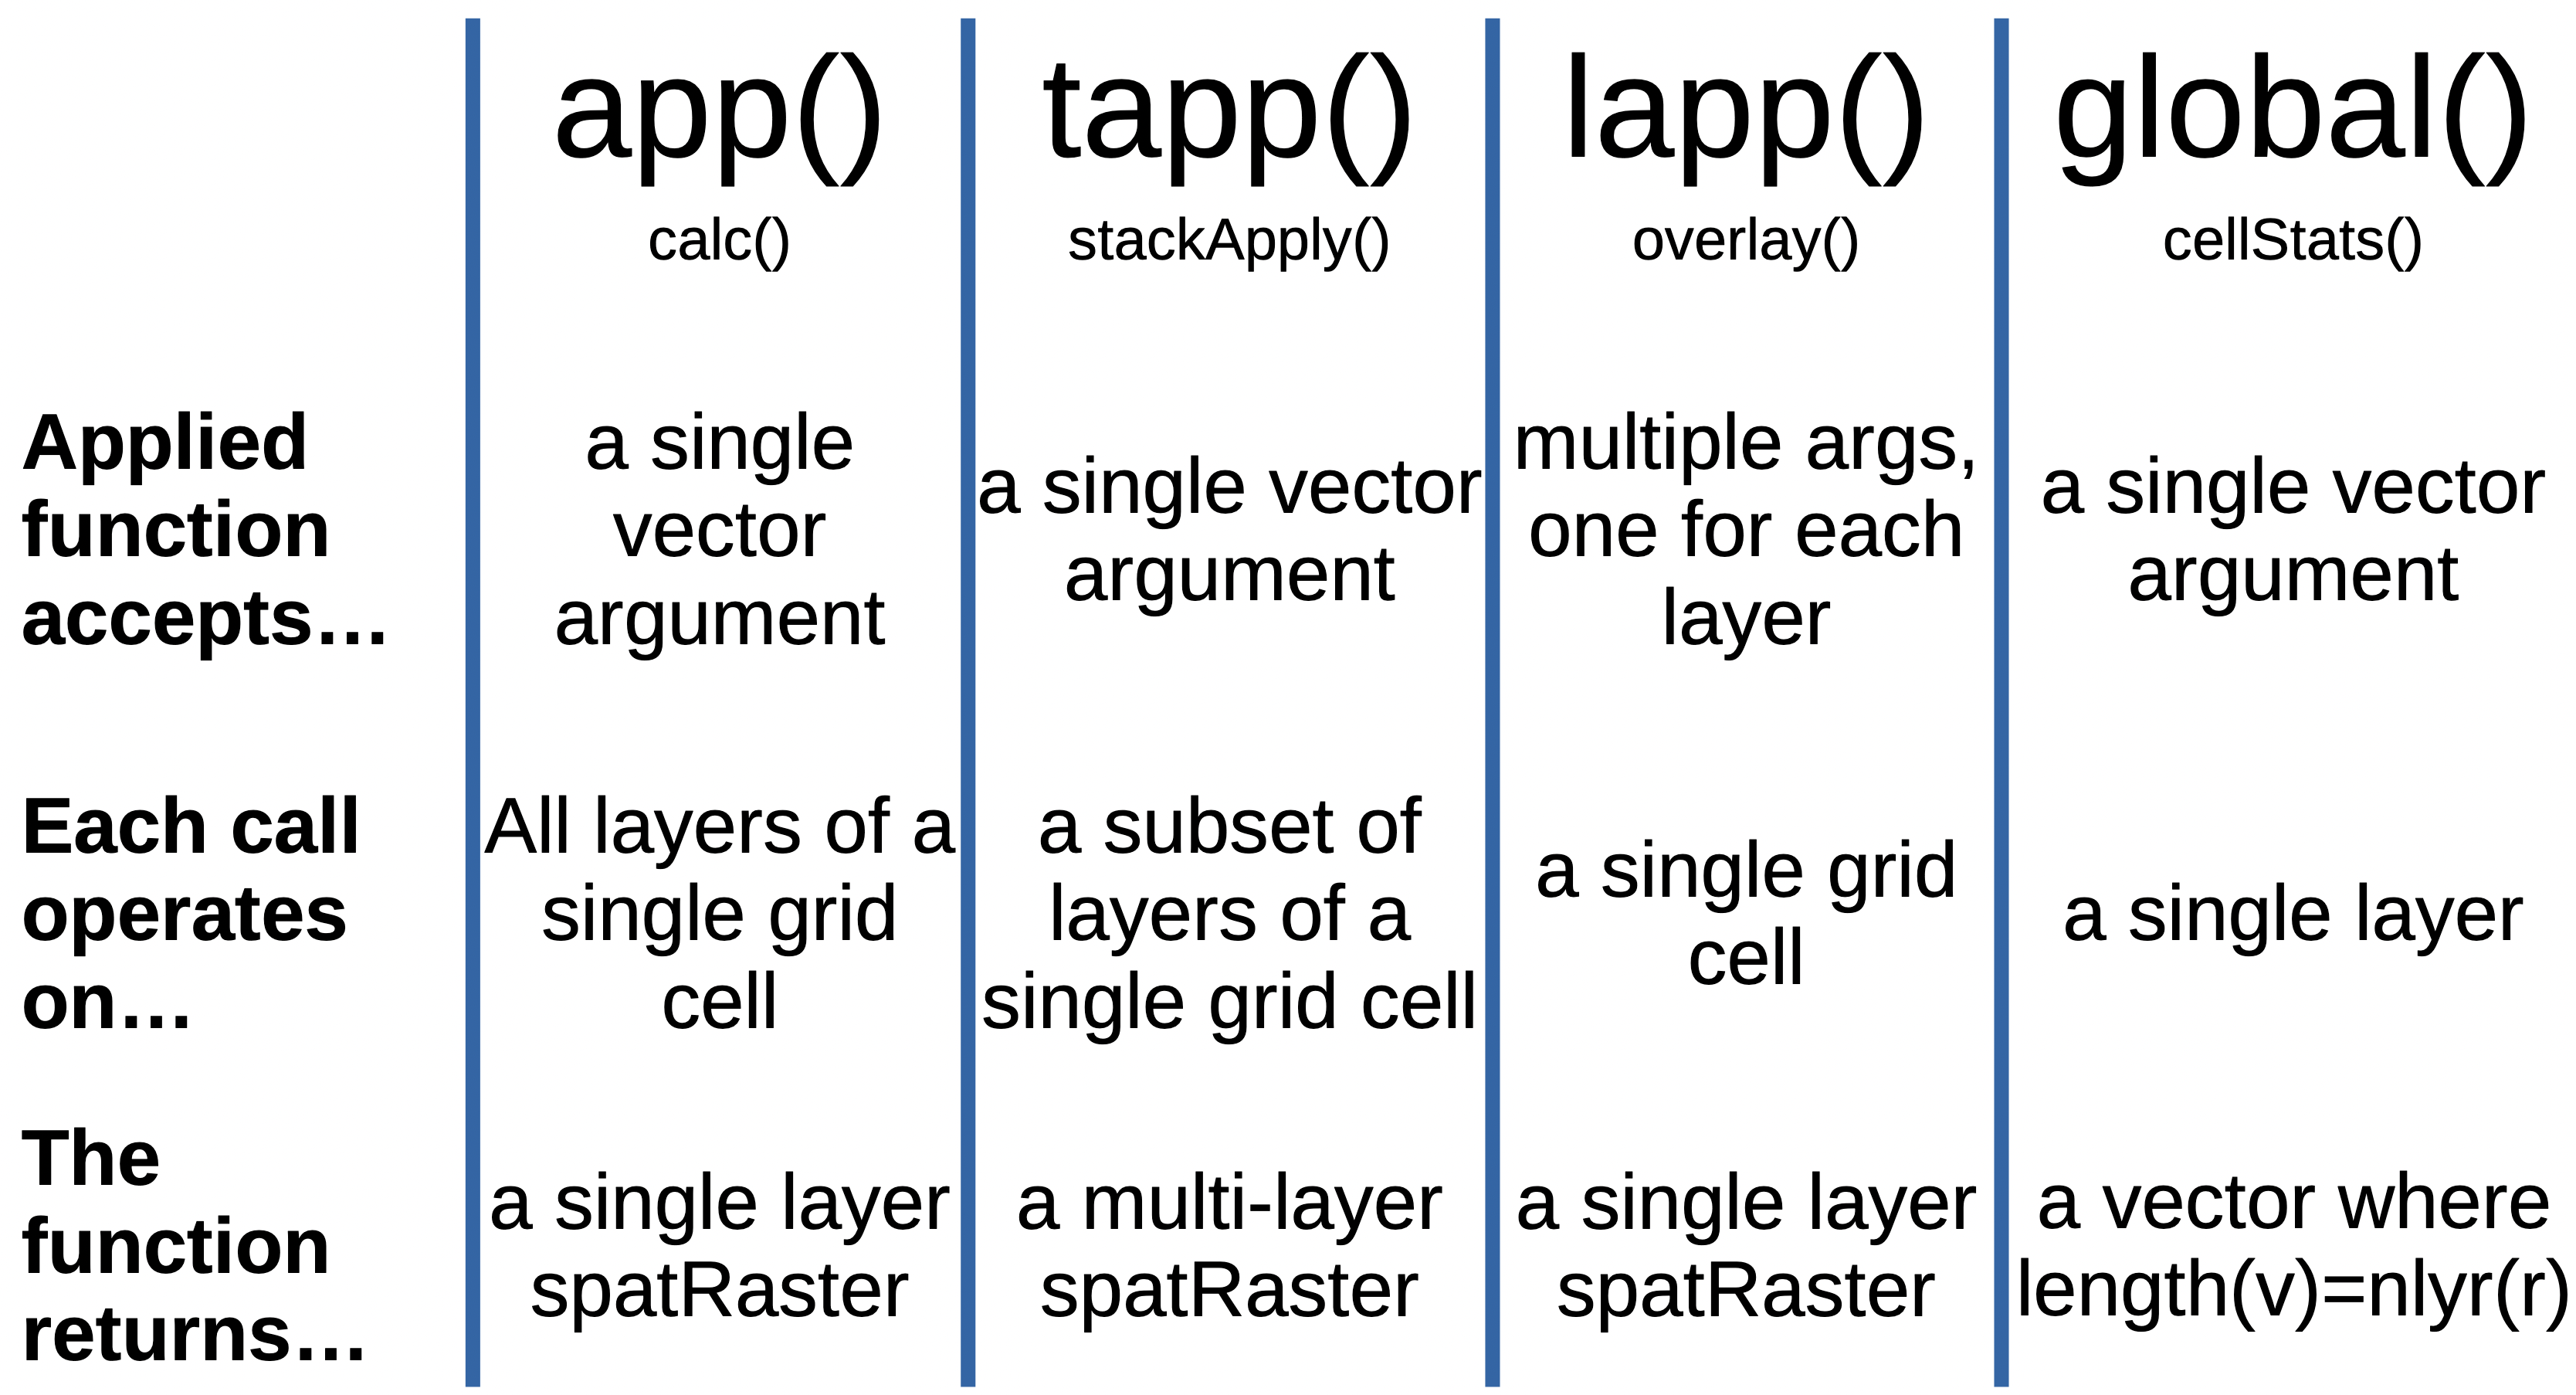 app()
tapp()
lapp()
global()
calc()
stackApply()
overlay()
cellStats()
Applied
function
accepts…
a single
vector
argument
a single vector
argument
multiple args,
one for each
layer
a single vector
argument
Each call
operates
on…
All layers of a
single grid
cell
a subset of
layers of a
single grid cell
a single grid
cell
a single layer
The
function
returns…
a single layer
spatRaster
a multi-layer
spatRaster
a single layer
spatRaster
a vector where
length(v)=nlyr(r)